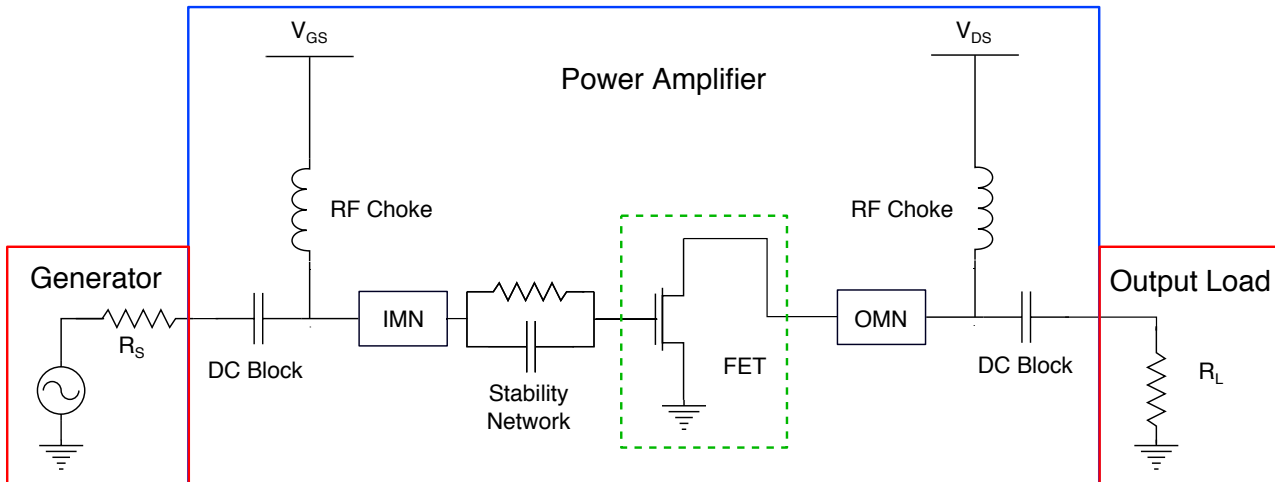 V_GS
V_DS
Power Amplifier
RF Choke
RF Choke
Generator
Output Load
R_S
IMN
OMN
DC Block
FET
DC Block
R_L
Stability
Network